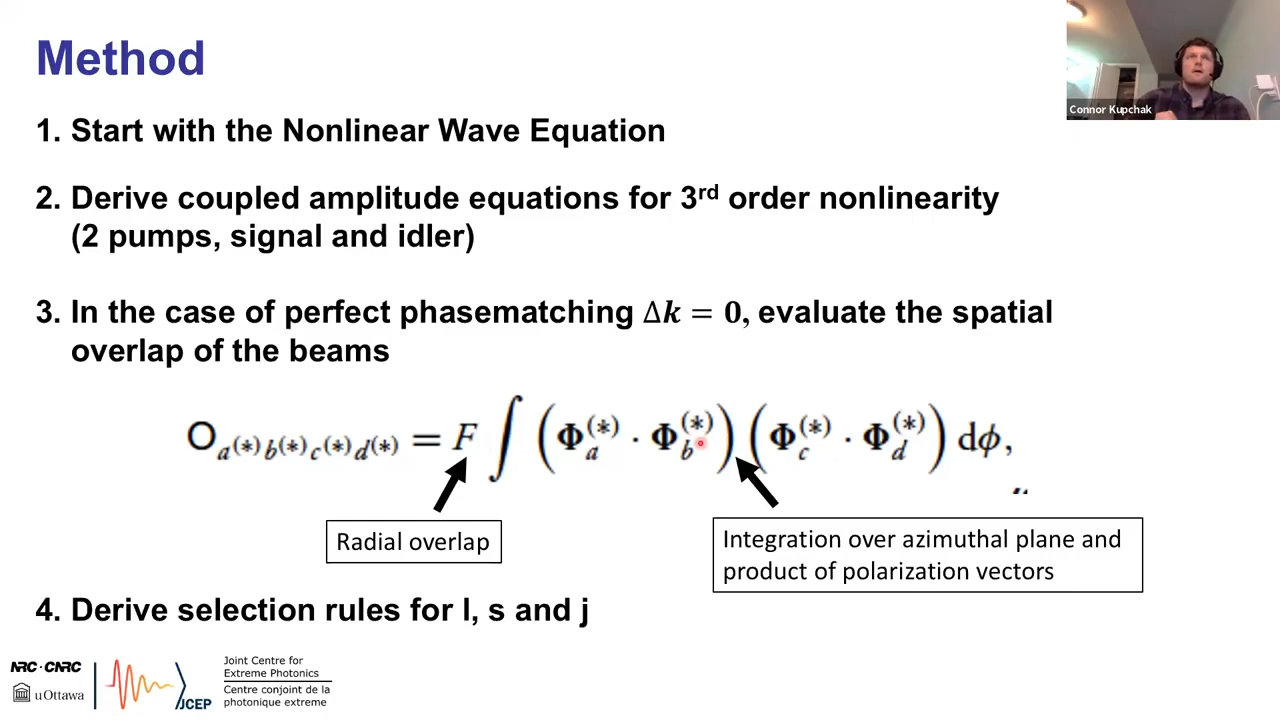 Method
Connor Kupchak
1. Start with the Nonlinear Wave Equation
2. Derive coupled amplitude equations for 3rd order nonlinearity
(2 pumps, signal and idler)
3. In the case of perfect phasematching Δk = 0, evaluate the spatial
overlap of the beams
O_{a^{(*)}b^{(*)}c^{(*)}d^{(*)}} = F ∫ (Φ_a^{(*)} · Φ_b^{(*)}) (Φ_c^{(*)} · Φ_d^{(*)}) dϕ,
Radial overlap
Integration over azimuthal plane and
product of polarization vectors
4. Derive selection rules for l, s and j
NRC·CNRC
uOttawa
JCEP
Joint Centre for
Extreme Photonics
Centre conjoint de la
photonique extreme